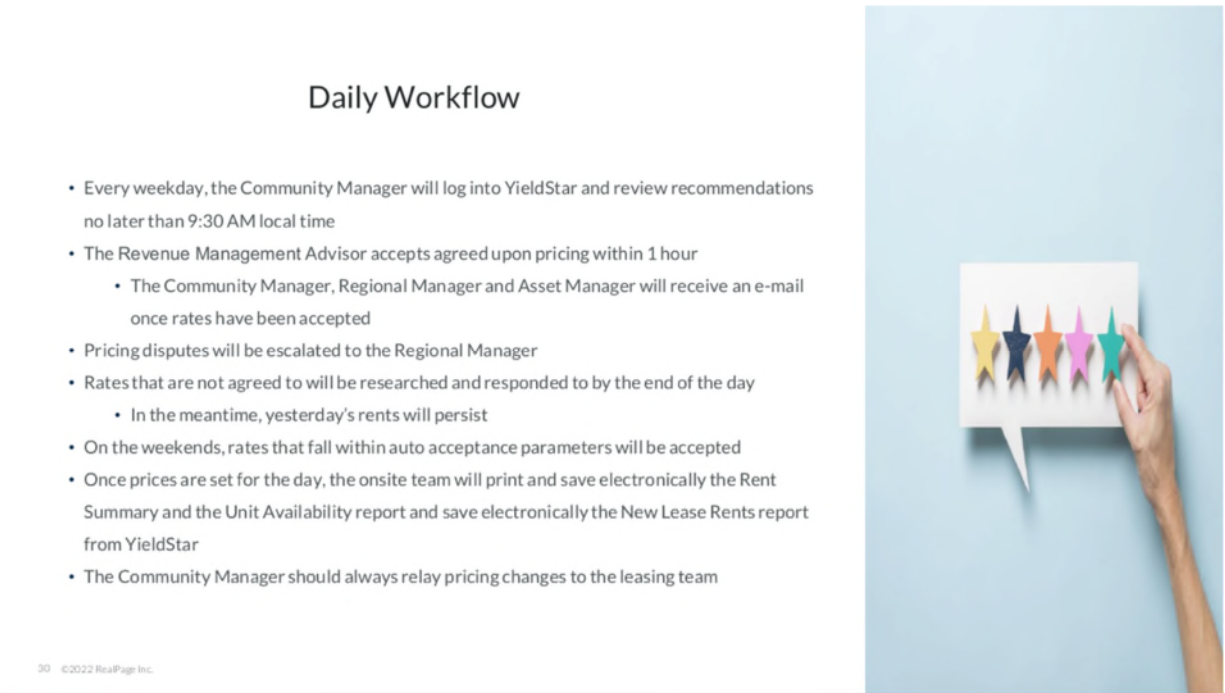 Daily Workflow
• Every weekday, the Community Manager will log into YieldStar and review recommendations
no later than 9:30 AM local time
• The Revenue Management Advisor accepts agreed upon pricing within 1 hour
• The Community Manager, Regional Manager and Asset Manager will receive an e-mail
once rates have been accepted
• Pricing disputes will be escalated to the Regional Manager
• Rates that are not agreed to will be researched and responded to by the end of the day
• In the meantime, yesterday's rents will persist
• On the weekends, rates that fall within auto acceptance parameters will be accepted
• Once prices are set for the day, the onsite team will print and save electronically the Rent
Summary and the Unit Availability report and save electronically the New Lease Rents report
from YieldStar
• The Community Manager should always relay pricing changes to the leasing team
30 ©2022 RealPage Inc.